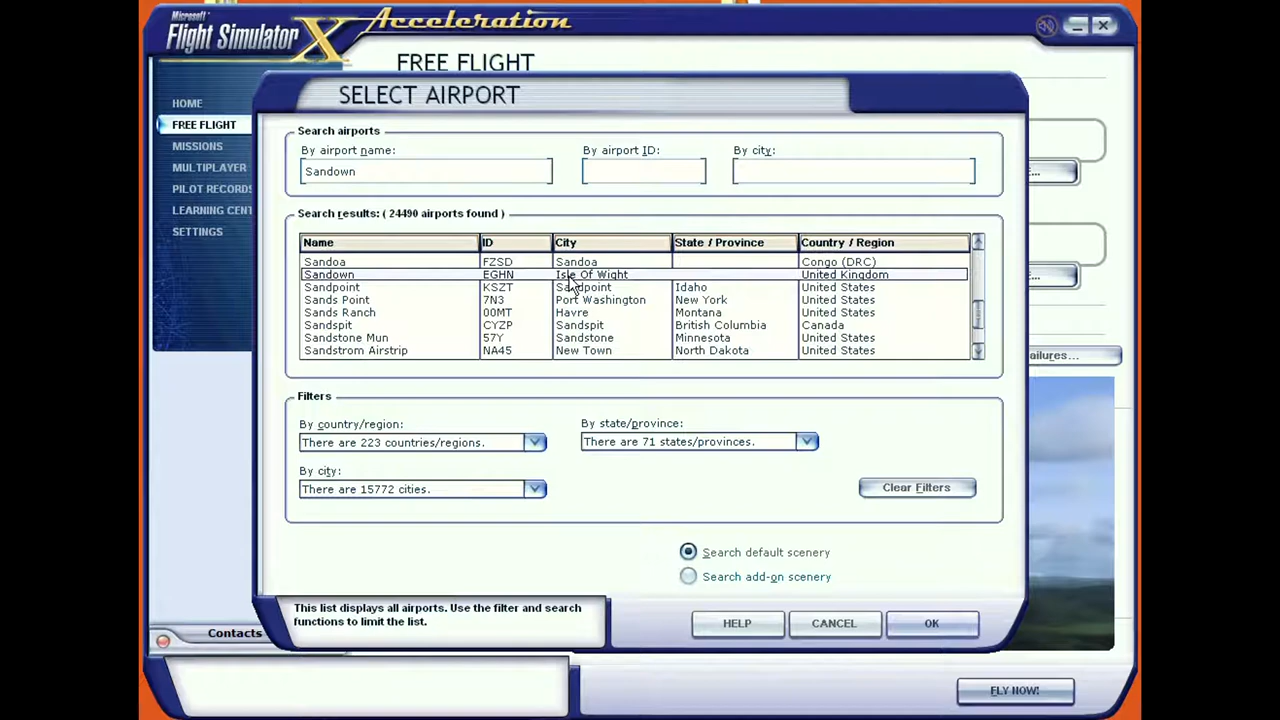 Microsoft
Flight Simulator X Acceleration
FREE FLIGHT
SELECT AIRPORT
HOME
FREE FLIGHT
MISSIONS
MULTIPLAYER
PILOT RECORDS
LEARNING CENT
SETTINGS
Search airports
By airport name: By airport ID: By city:
Sandown
Search results: ( 24490 airports found )
Name ID City State / Province Country / Region
Sandoa FZSD Sandoa Congo (DRC)
Sandown EGHN Isle Of Wight United Kingdom
Sandpoint KSZT Sandpoint Idaho United States
Sands Point 7N3 Port Washington New York United States
Sands Ranch 00MT Havre Montana United States
Sandspit CYZP Sandspit British Columbia Canada
Sandstone Mun 57Y Sandstone Minnesota United States
Sandstrom Airstrip NA45 New Town North Dakota United States
E...
E...
ailures...
Filters
By country/region: By state/province:
There are 223 countries/regions. There are 71 states/provinces.
By city:
There are 15772 cities. Clear Filters
Search default scenery
Search add-on scenery
This list displays all airports. Use the filter and search
functions to limit the list.
HELP CANCEL OK
Contacts
FLY NOW!